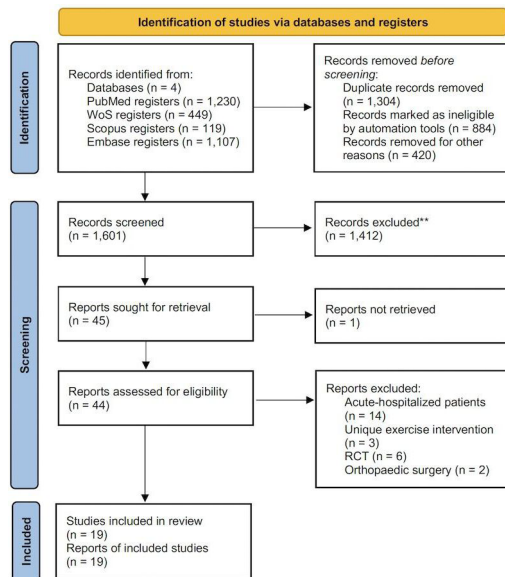 Identification of studies via databases and registers
Identification
Records identified from:
Databases (n = 4)
PubMed registers (n = 1,230)
WoS registers (n = 449)
Scopus registers (n = 119)
Embase registers (n = 1,107)
Records removed before
screening:
Duplicate records removed
(n = 1,304)
Records marked as ineligible
by automation tools (n = 884)
Records removed for other
reasons (n = 420)
Screening
Records screened
(n = 1,601)
Records excluded**
(n = 1,412)
Reports sought for retrieval
(n = 45)
Reports not retrieved
(n = 1)
Reports assessed for eligibility
(n = 44)
Reports excluded:
Acute-hospitalized patients
(n = 14)
Unique exercise intervention
(n = 3)
RCT (n = 6)
Orthopaedic surgery (n = 2)
Included
Studies included in review
(n = 19)
Reports of included studies
(n = 19)